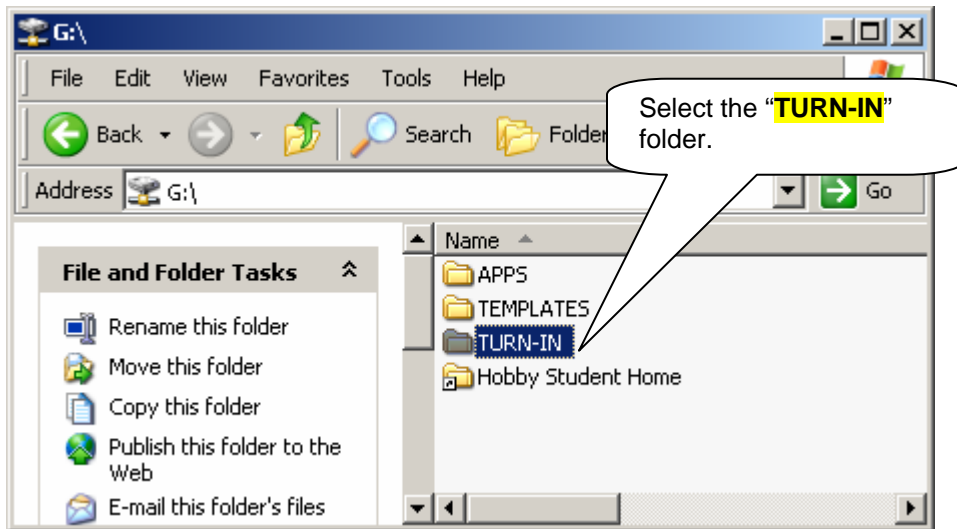 G:\
File Edit View Favorites Tools Help
Select the “TURN-IN”
folder.
Back Search Folder
Address G:\ Go
Name
File and Folder Tasks
APPS
TEMPLATES
Rename this folder
TURN-IN
Move this folder
Hobby Student Home
Copy this folder
Publish this folder to the
Web
E-mail this folder's files